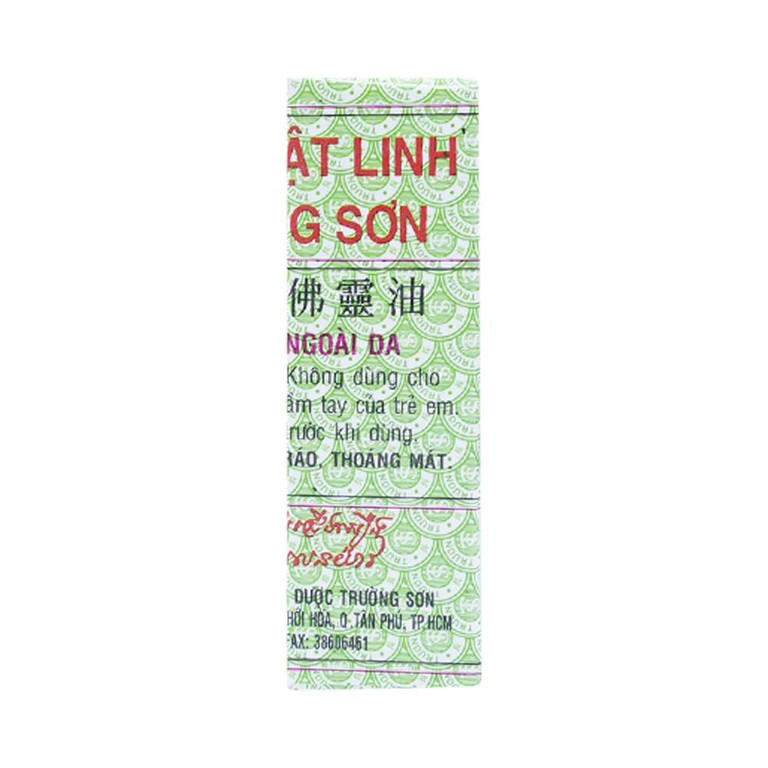 ẬT LINH
G SƠN
佛靈油
NGOÀI DA
Không dùng cho
ầm tay của trẻ em.
rước khi dùng.
RÁO, THOÁNG MÁT.
DƯỢC TRƯỜNG SƠN
HỚI HÒA, Q.TÂN PHÚ, TP.HCM
FAX: 38606461